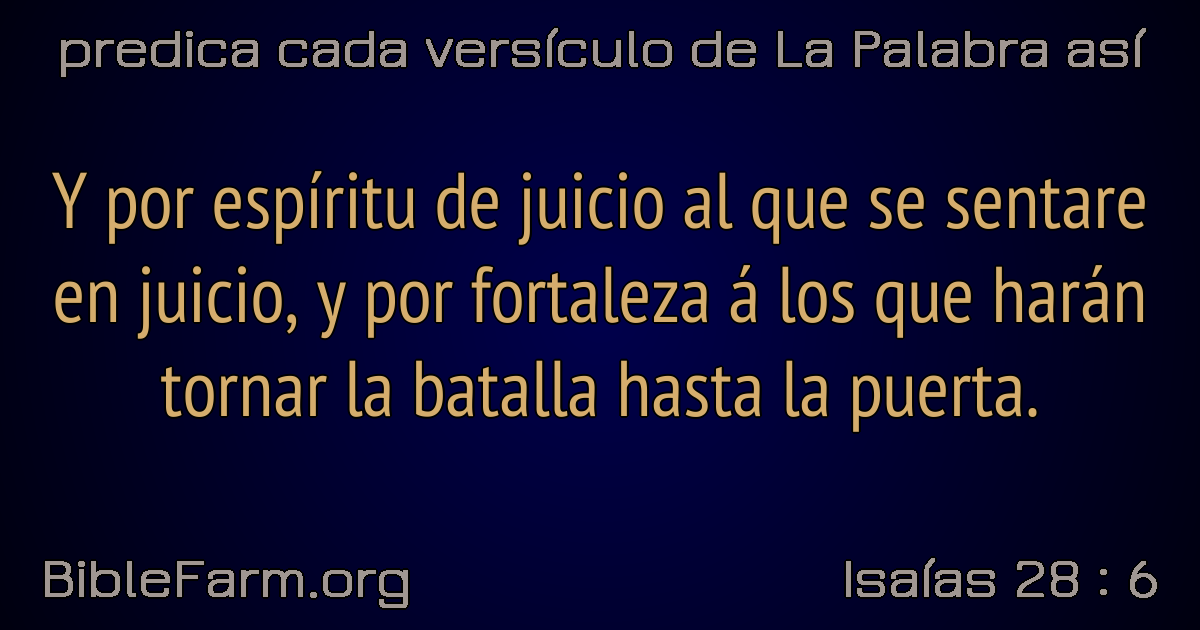 predica cada versículo de La Palabra así
Y por espíritu de juicio al que se sentare
en juicio, y por fortaleza á los que harán
tornar la batalla hasta la puerta.
BibleFarm.org
Isaías 28 : 6